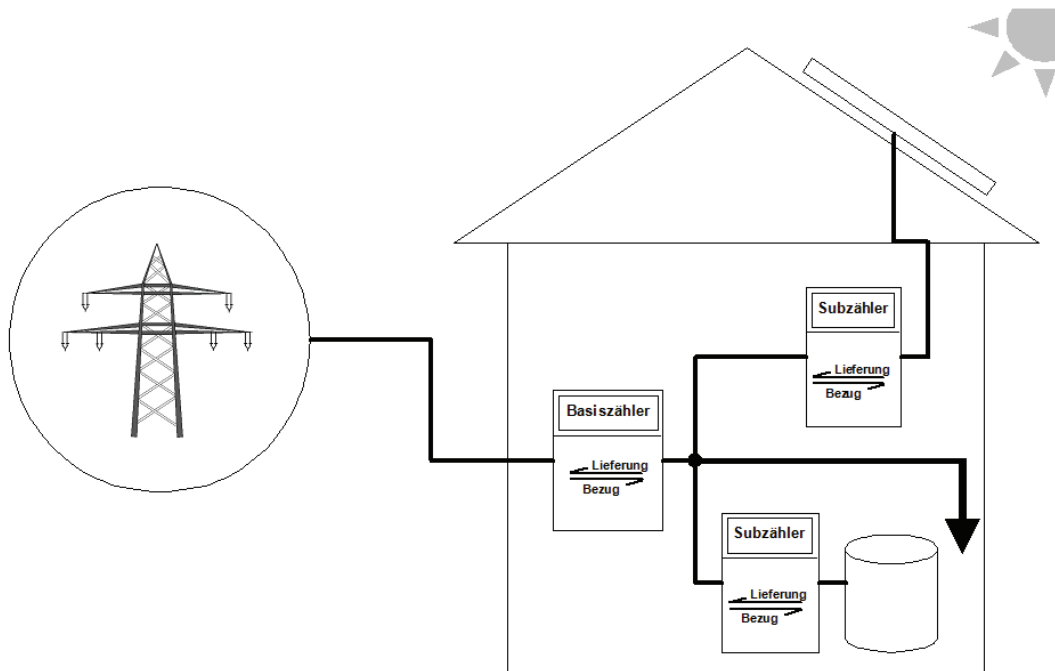 Subzähler
Lieferung
Bezug
Basiszähler
Lieferung
Bezug
Subzähler
Lieferung
Bezug